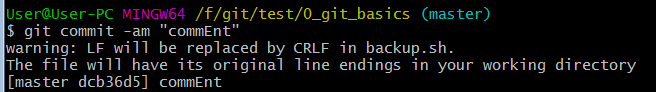 User@User-PC MINGW64 /f/git/test/0_git_basics (master)
$ git commit -am "commEnt"
warning: LF will be replaced by CRLF in backup.sh.
The file will have its original line endings in your working directory
[master dcb36d5] commEnt